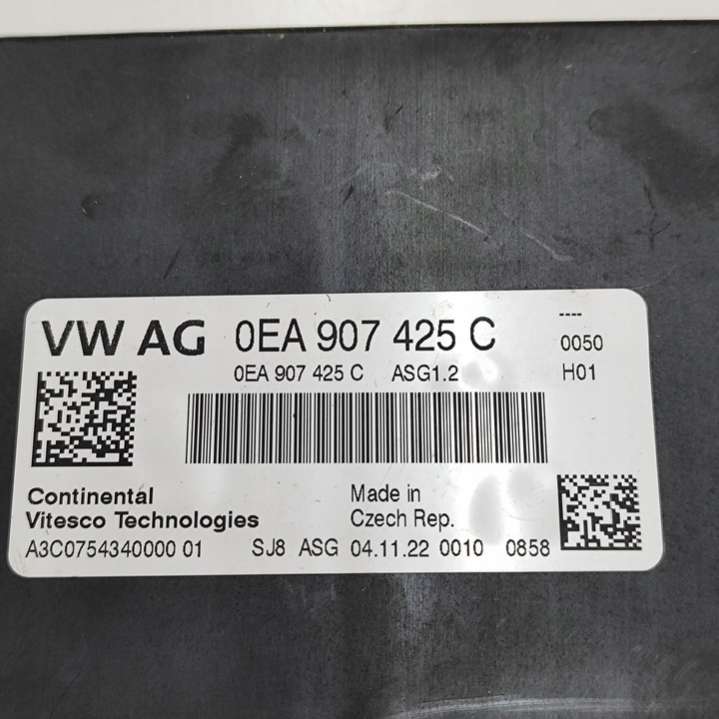 VW AG 0EA 907 425 C ----
0050
0EA 907 425 C ASG1.2 H01
Continental Made in
Vitesco Technologies Czech Rep.
A3C0754340000 01 SJ8 ASG 04.11.22 0010 0858